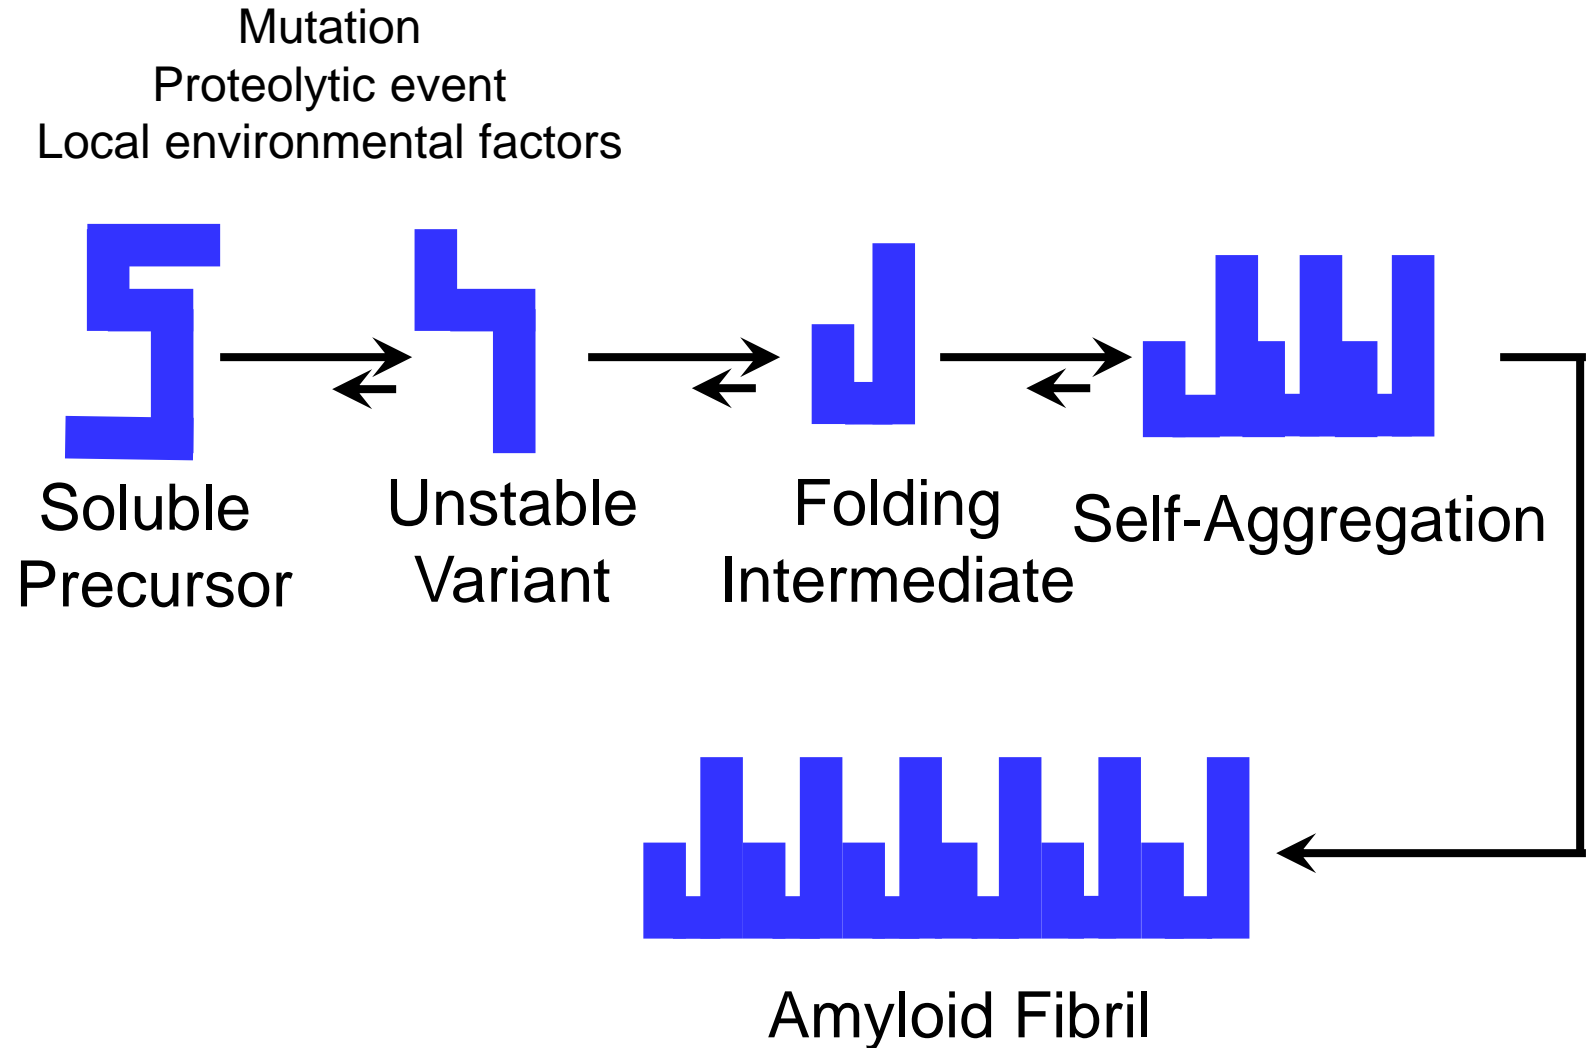 Mutation
Proteolytic event
Local environmental factors
Soluble
Precursor
Unstable
Variant
Folding
Intermediate
Self-Aggregation
Amyloid Fibril